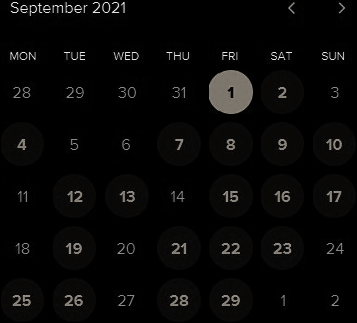 September 2021 < >
MON TUE WED THU FRI SAT SUN
28 29 30 31 1 2 3
4 5 6 7 8 9 10
11 12 13 14 15 16 17
18 19 20 21 22 23 24
25 26 27 28 29 1 2